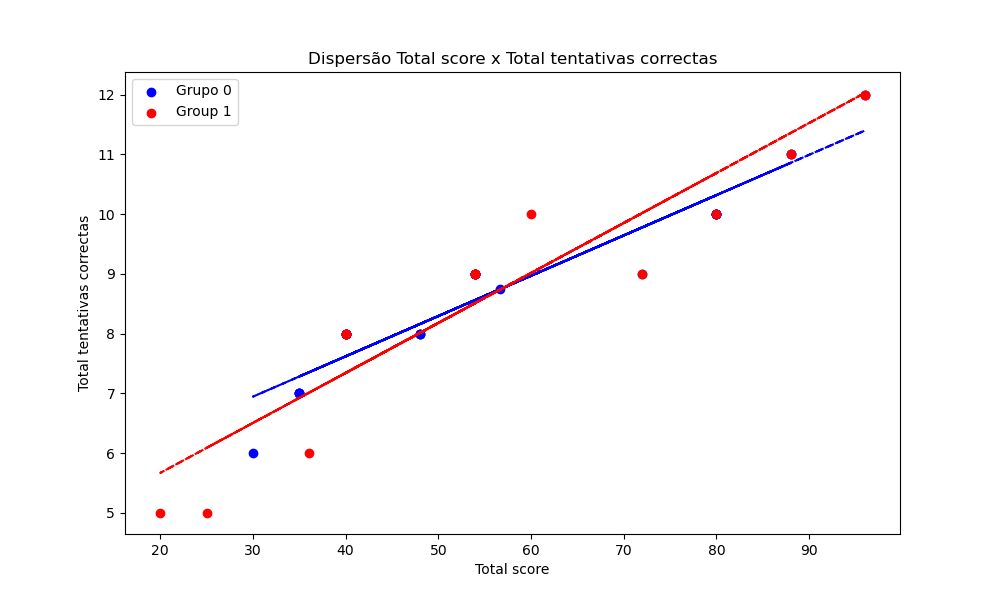 Dispersão Total score x Total tentativas correctas
Grupo 0
Group 1
Total tentativas correctas
12
11
10
9
8
7
6
5
20 30 40 50 60 70 80 90
Total score